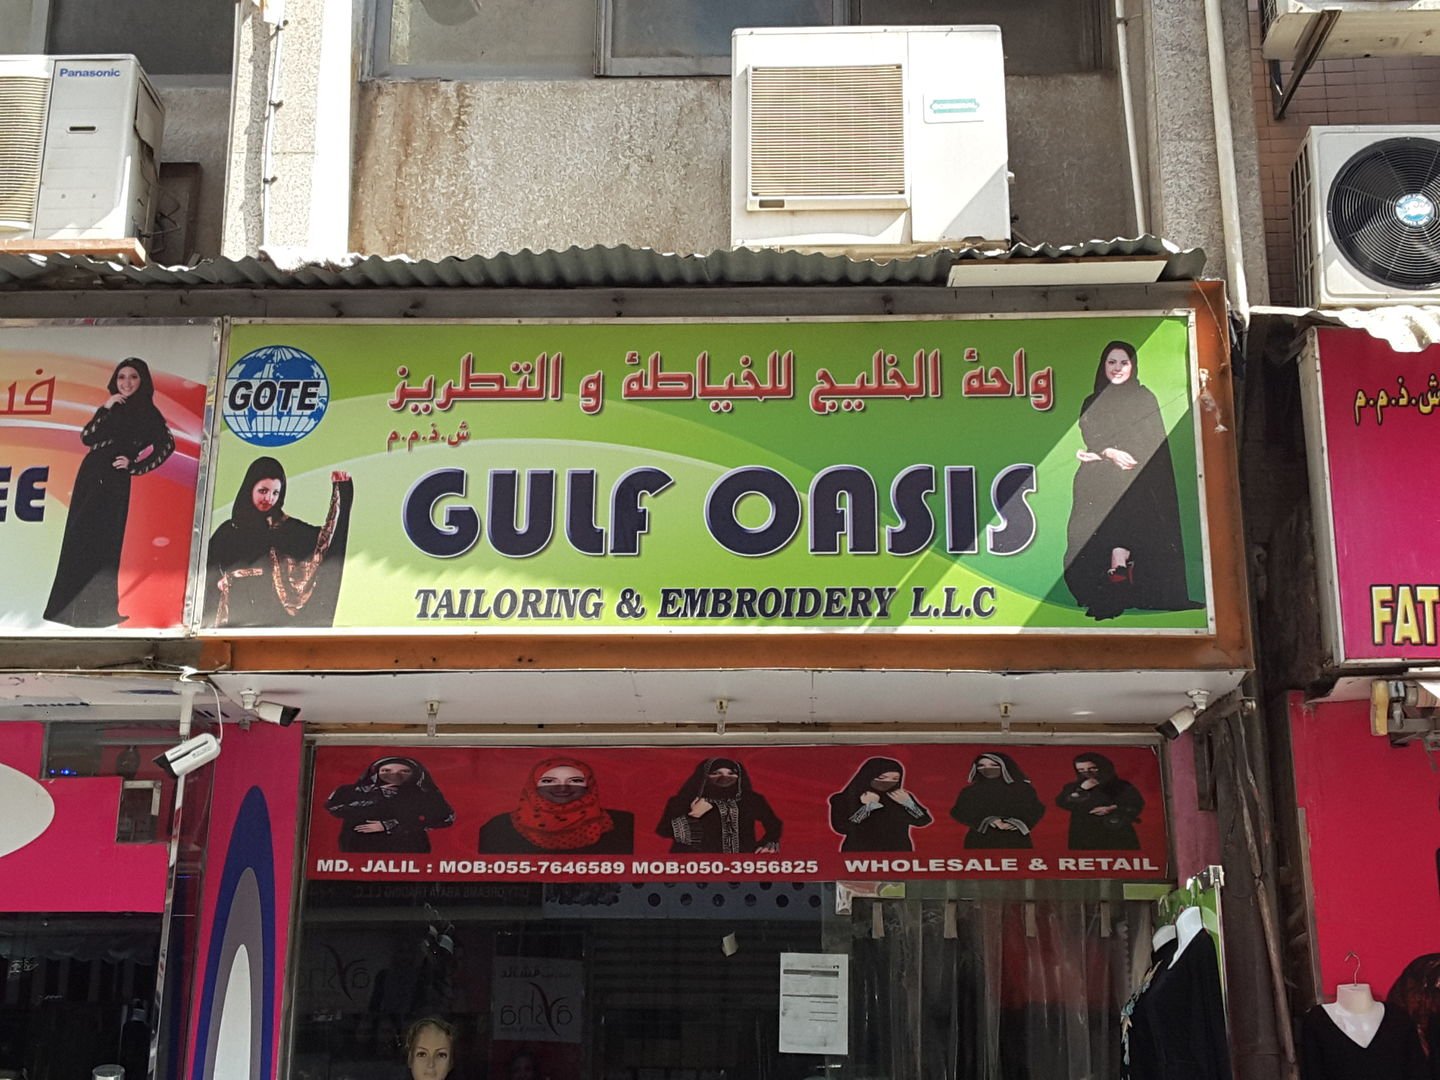 Panasonic
واحة الخليج للخياطة و التطريز
ش.ذ.م.م
GOTE
GULF OASIS
TAILORING & EMBROIDERY L.L.C
EE
ش.ذ.م.م
FAT
MD. JALIL : MOB:055-7646589 MOB:050-3956825
WHOLESALE & RETAIL
aysha